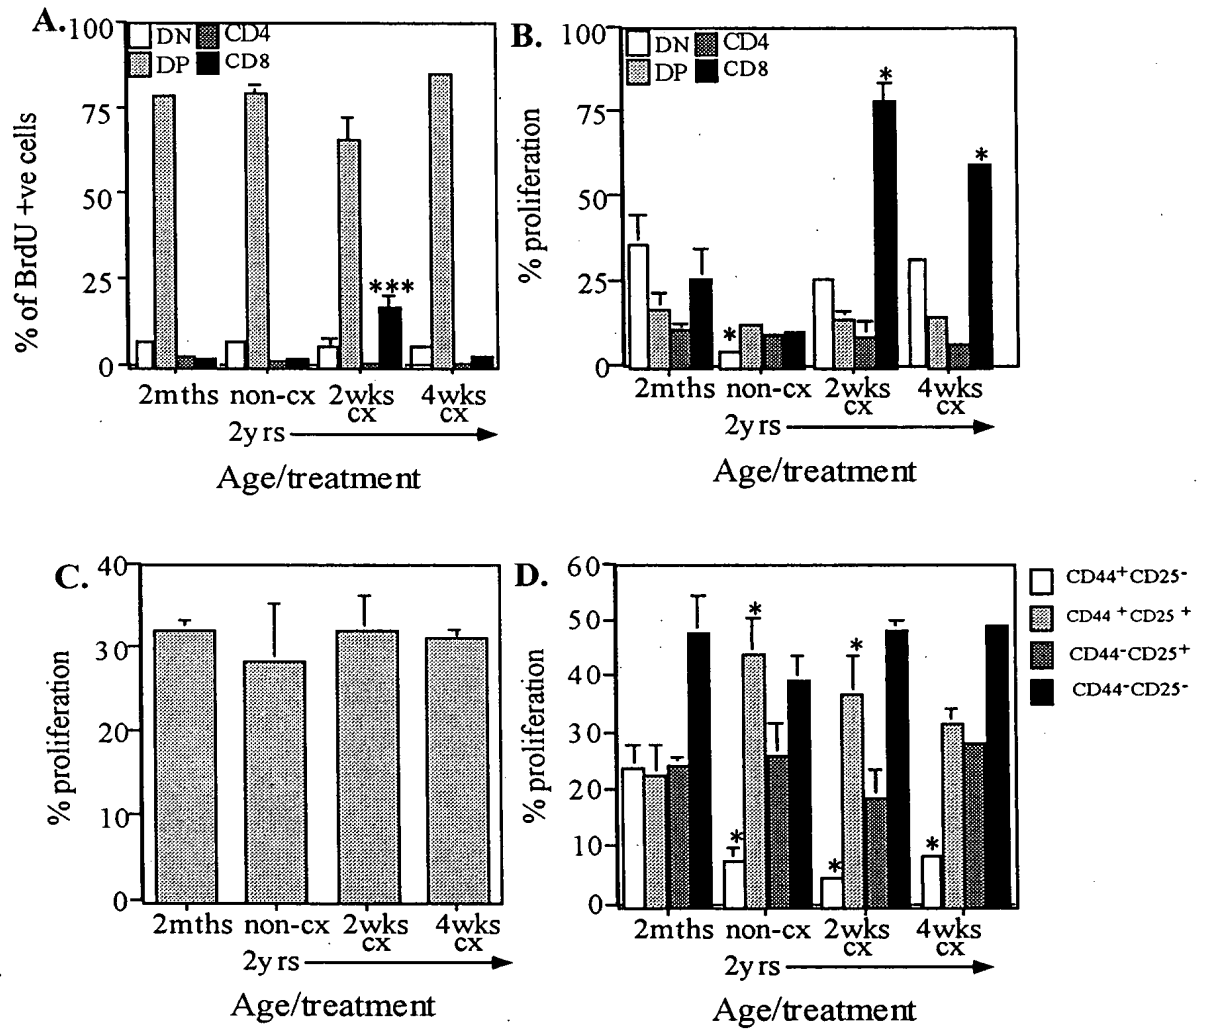 A.
100
75
50
25
0
% of BrdU +ve cells
DN CD4
DP CD8
***
2mths non-cx 2wks 4wks
cx cx
2yrs
Age/treatment
B.
100
75
50
25
0
% proliferation
DN CD4
DP CD8
* * *
2mths non-cx 2wks 4wks
cx cx
2yrs
Age/treatment
C.
40
30
20
10
0
% proliferation
2mths non-cx 2wks 4wks
cx cx
2yrs
Age/treatment
D.
60
50
40
30
20
10
0
% proliferation
* * * * *
2mths non-cx 2wks 4wks
cx cx
2yrs
Age/treatment
CD44+CD25-
CD44+CD25+
CD44-CD25+
CD44-CD25-